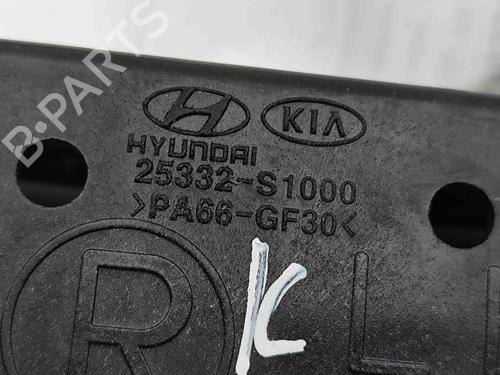 B-PARTS
KIA
HYUNDAI
25332-S1000
>PA66-GF30<
K
R L